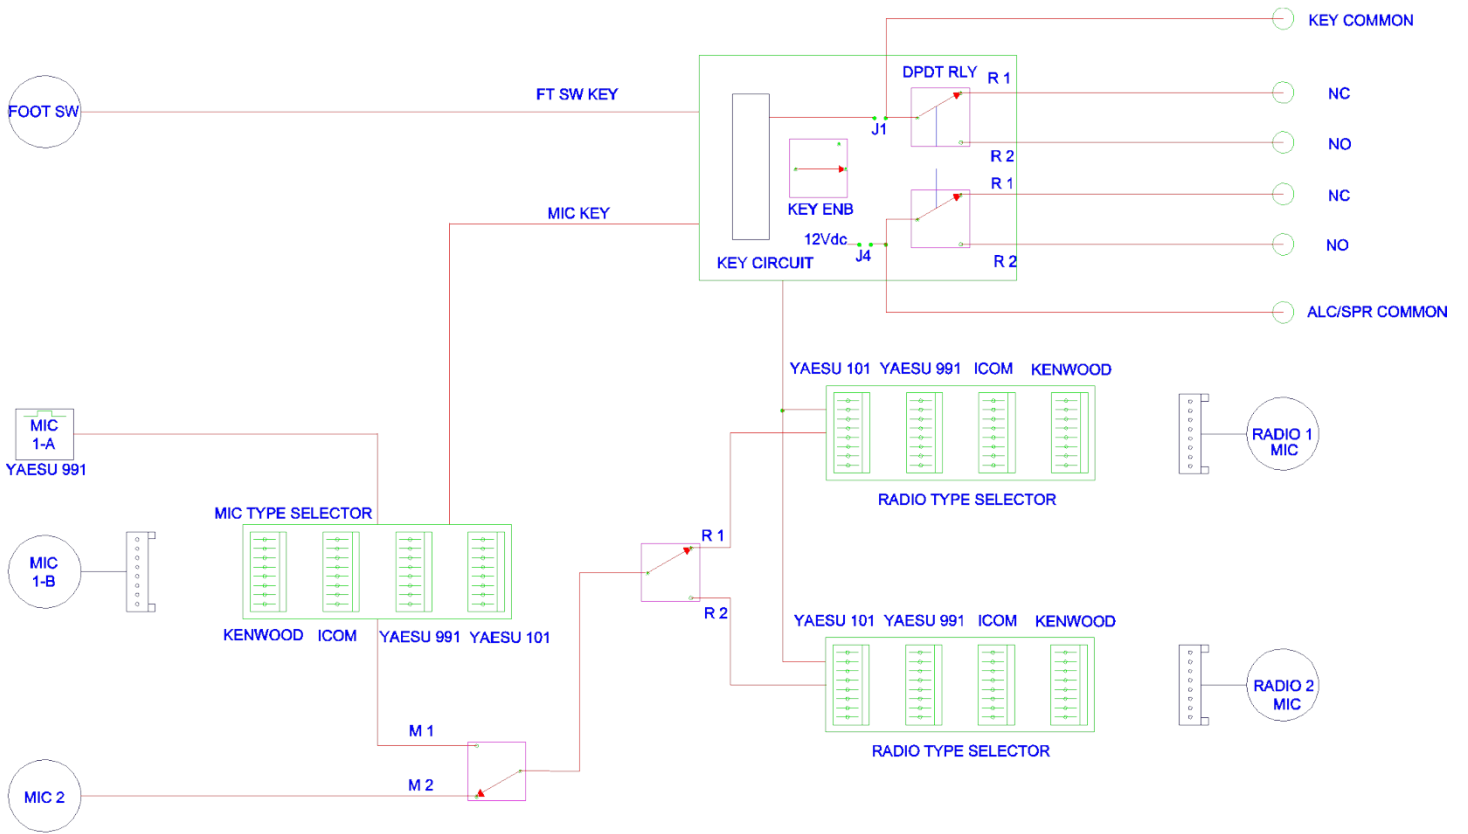 KEY COMMON
DPDT RLY
R 1
FT SW KEY
NC
FOOT SW
J1
NO
R 2
R 1
NC
MIC KEY
KEY ENB
12Vdc
NO
J4
KEY CIRCUIT
R 2
ALC/SPR COMMON
YAESU 101 YAESU 991 ICOM KENWOOD
MIC
1-A
RADIO 1
MIC
YAESU 991
RADIO TYPE SELECTOR
MIC TYPE SELECTOR
R 1
MIC
1-B
R 2
YAESU 101 YAESU 991 ICOM KENWOOD
KENWOOD ICOM YAESU 991 YAESU 101
RADIO 2
MIC
M 1
RADIO TYPE SELECTOR
M 2
MIC 2